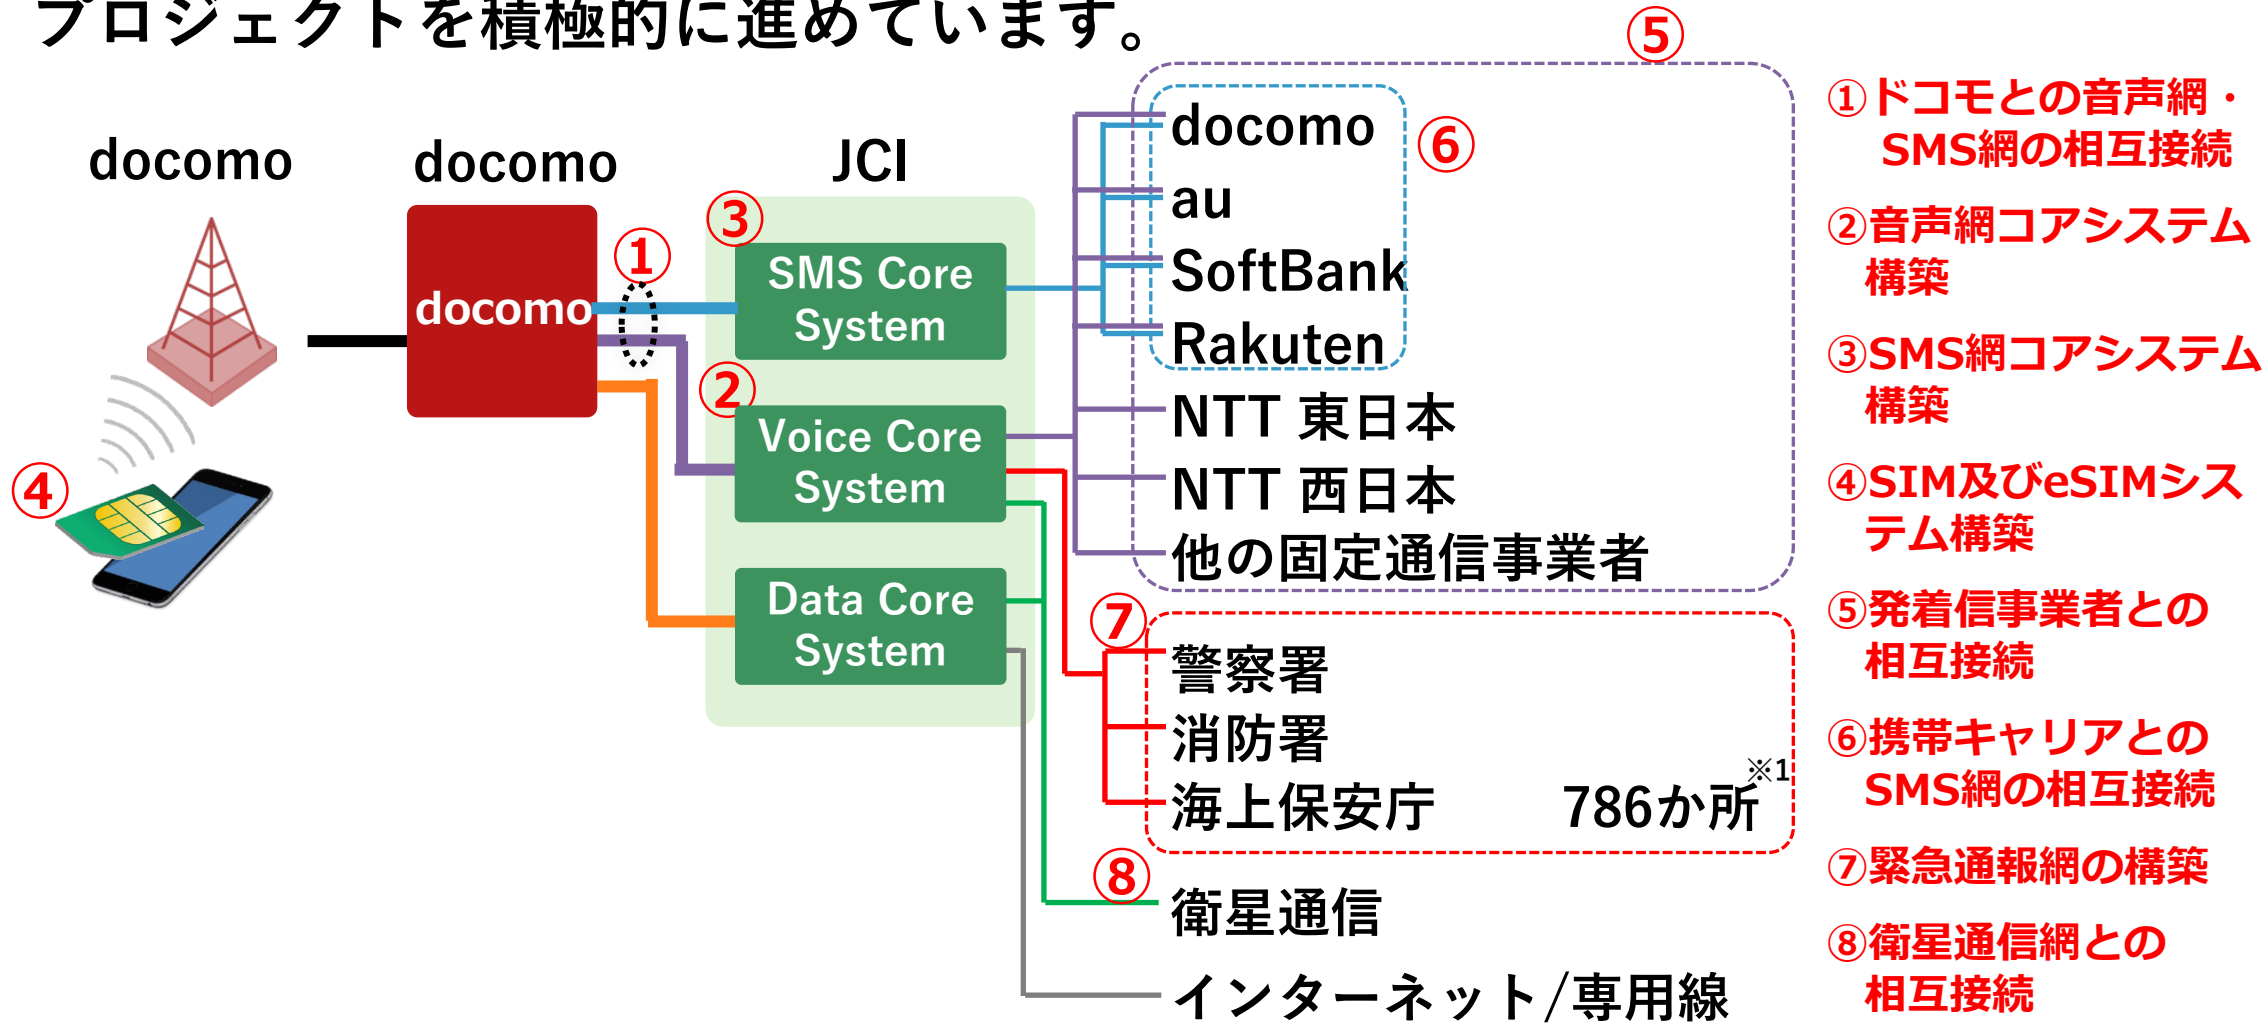 プロジェクトを積極的に進めています。
docomo
docomo
JCI
docomo
①
③
SMS Core
System
②
Voice Core
System
Data Core
System
④
⑤
⑥
docomo
au
SoftBank
Rakuten
NTT 東日本
NTT 西日本
他の固定通信事業者
⑦
警察署
消防署
海上保安庁 786か所※1
⑧
衛星通信
インターネット/専用線
①ドコモとの音声網・
SMS網の相互接続
②音声網コアシステム
構築
③SMS網コアシステム
構築
④SIM及びeSIMシス
テム構築
⑤発着信事業者との
相互接続
⑥携帯キャリアとの
SMS網の相互接続
⑦緊急通報網の構築
⑧衛星通信網との
相互接続